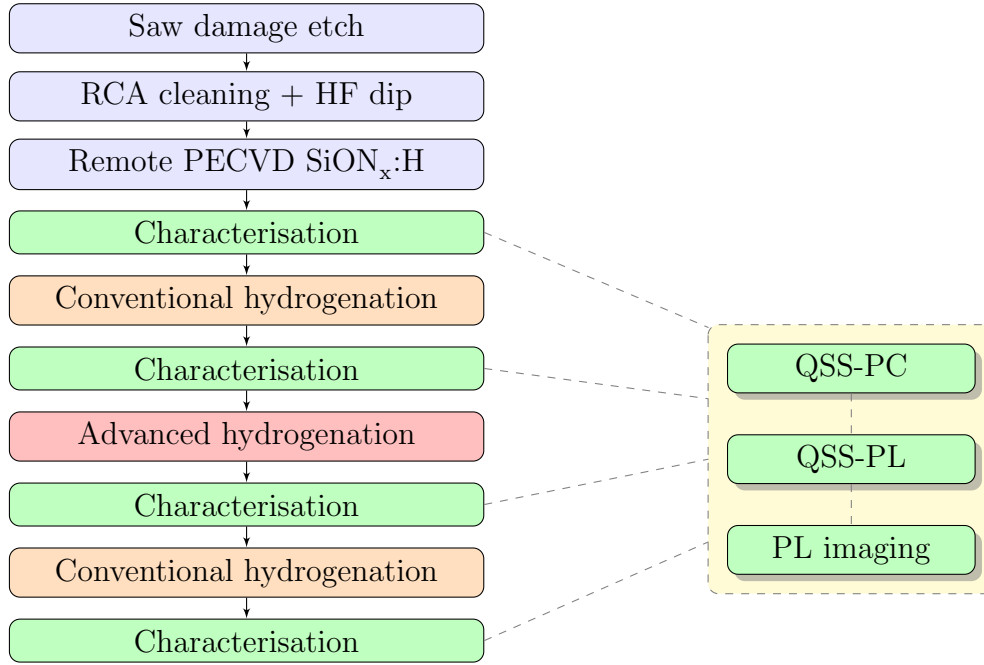 Saw damage etch
RCA cleaning + HF dip
Remote PECVD SiONₓ:H
Characterisation
Conventional hydrogenation
Characterisation
Advanced hydrogenation
Characterisation
Conventional hydrogenation
Characterisation
QSS-PC
QSS-PL
PL imaging